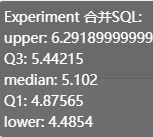 Experiment 合并SQL:
upper: 6.29189999999
Q3: 5.44215
median: 5.102
Q1: 4.87565
lower: 4.4854